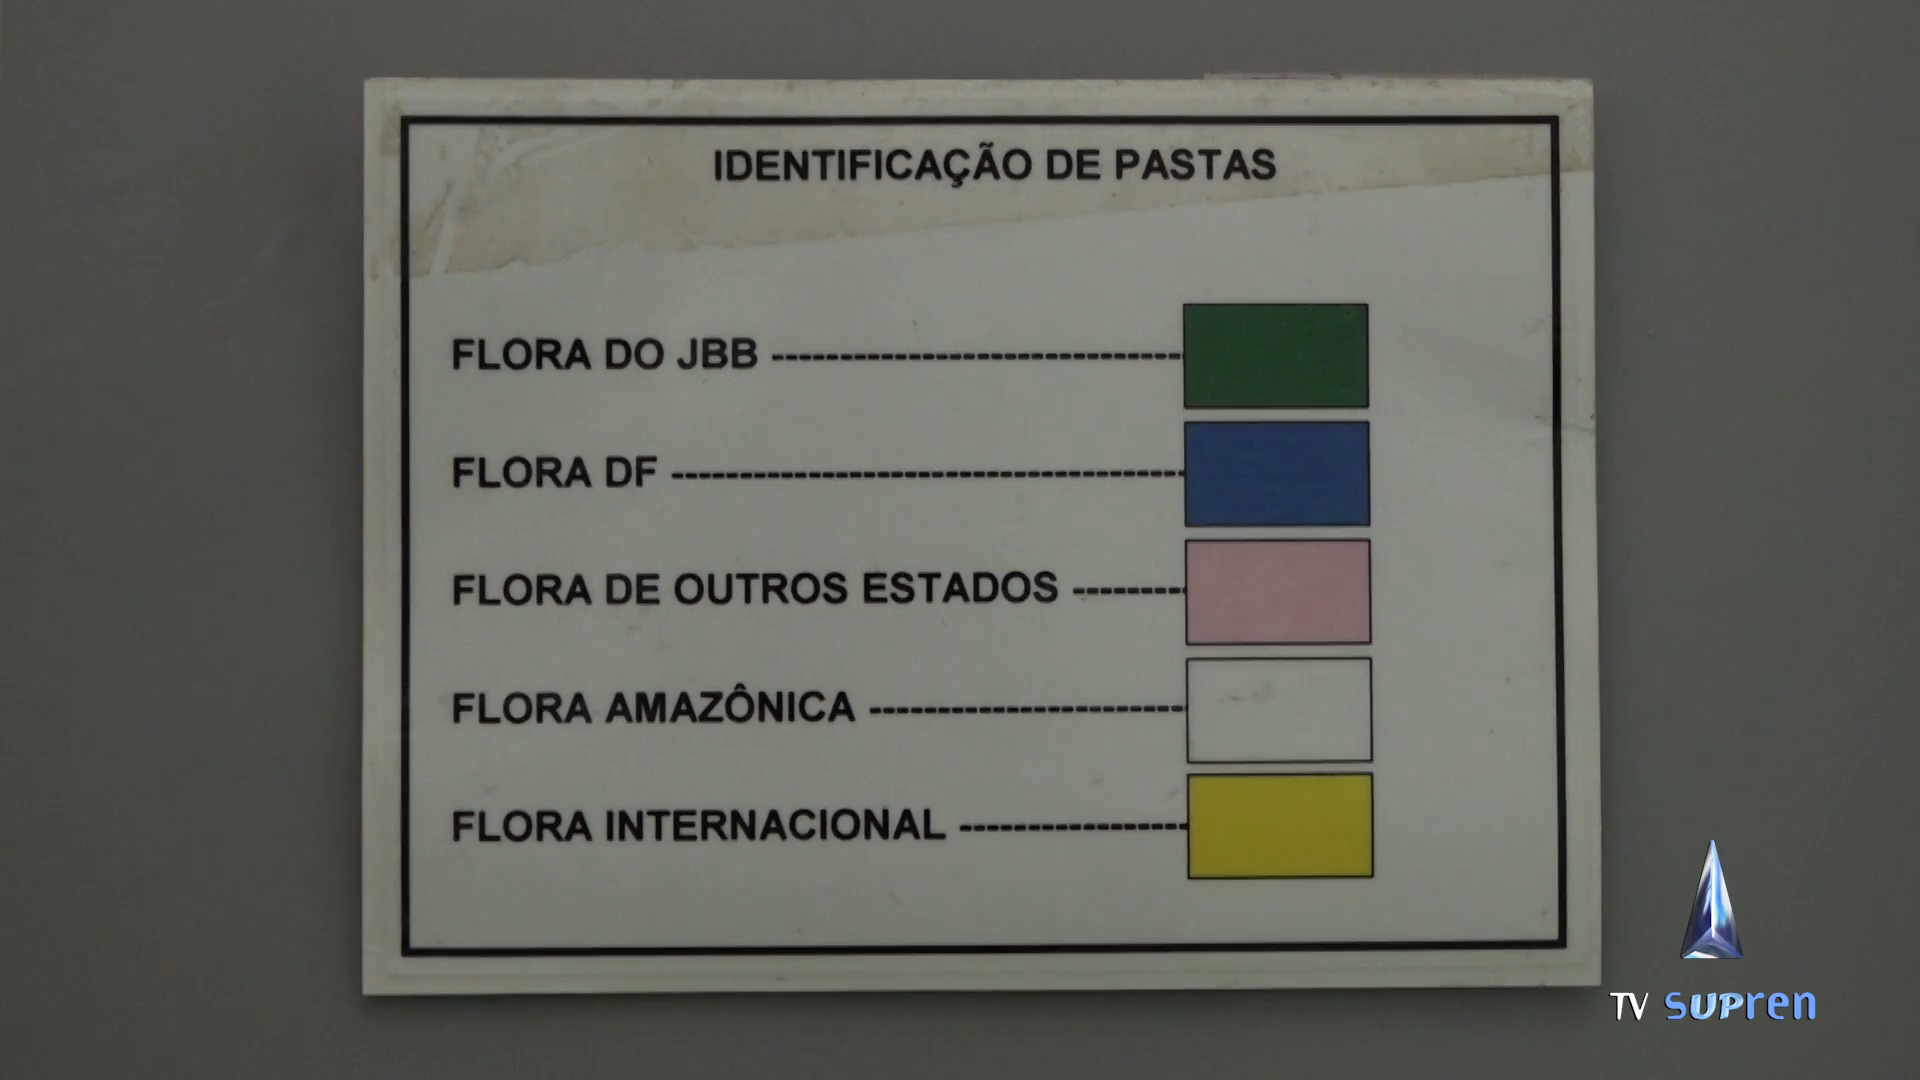 IDENTIFICAÇÃO DE PASTAS
FLORA DO JBB
FLORA DF
FLORA DE OUTROS ESTADOS
FLORA AMAZÔNICA
FLORA INTERNACIONAL
TV supren